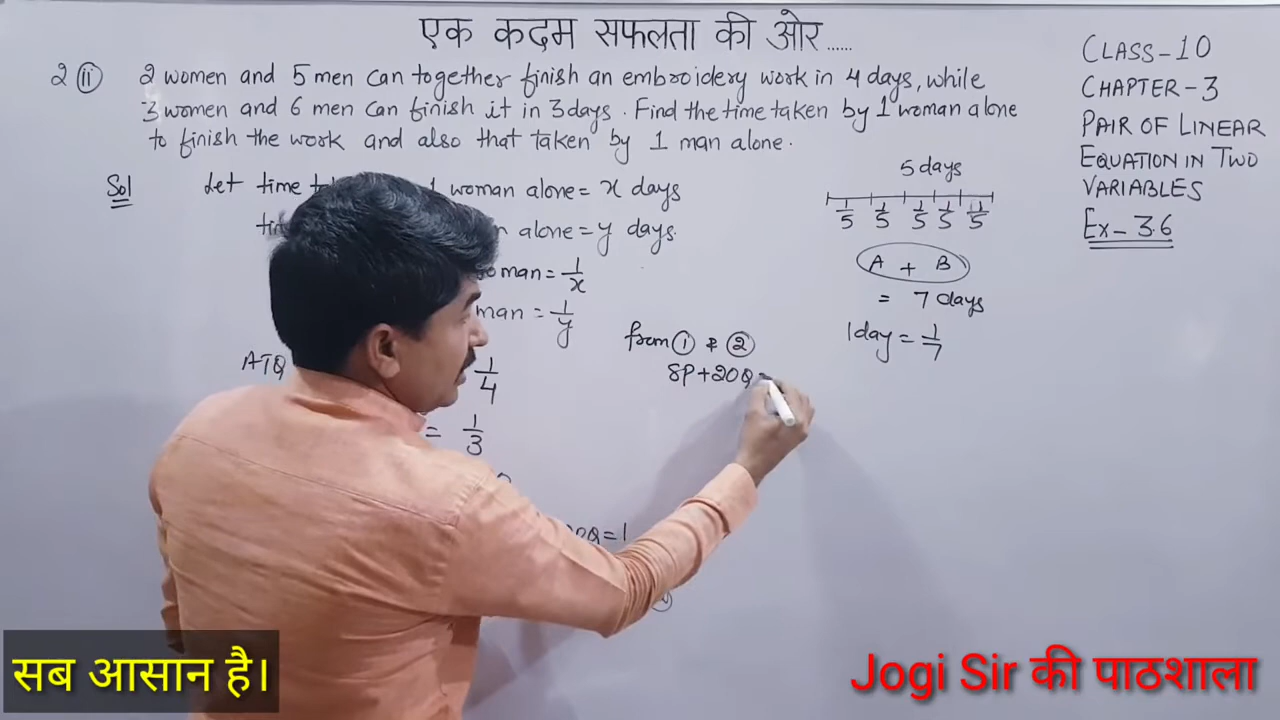 एक कदम सफलता की ओर......
2 (ii) 2 women and 5 men can together finish an embroidery work in 4 days, while
3 women and 6 men can finish it in 3 days. Find the time taken by 1 woman alone
to finish the work and also that taken by 1 man alone.
Sol Let time 1 woman alone = x days
alone = y days.
= 1/x
man = 1/y
ATQ 1/4
= 1/3
= 1
from (1) & (2)
8P+20Q
5 days
1/5 1/5 1/5 1/5 1/5
A + B
= 7 days
1 day = 1/7
CLASS-10
CHAPTER-3
PAIR OF LINEAR
EQUATION IN TWO
VARIABLES
Ex-3.6
सब आसान है।
Jogi Sir की पाठशाला